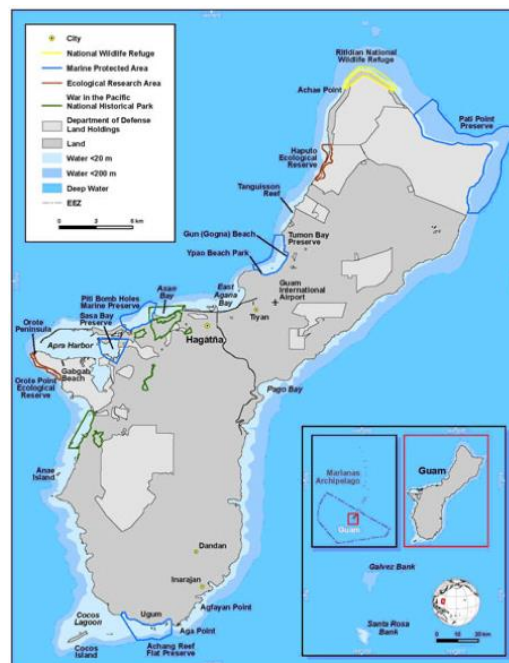 City
National Wildlife Refuge
Marine Protected Area
Ecological Research Area
War in the Pacific
National Historical Park
Department of Defense
Land Holdings
Land
Water <20 m
Water <200 m
Deep Water
EEZ
0 3 6 km
Ritidian National
Wildlife Refuge
Achae Point
Pati Point
Preserve
Haputo
Ecological
Reserve
Tanguisson
Reef
Gun (Gogna) Beach
Tumon Bay
Preserve
Ypao Beach Park
Guam
International
Airport
East
Agana
Bay
Tiyan
Asan
Bay
Piti Bomb Holes
Marine Preserve
Sasa Bay
Preserve
Hagåtña
Orote
Peninsula
Apra Harbor
Gabgab
Beach
Orote Point
Ecological
Reserve
Pago Bay
Anae
Island
Dandan
Inarajan
Agfayan Point
Ugum
Aga Point
Cocos
Lagoon
Cocos
Island
Achang Reef
Flat Preserve
Marianas
Archipelago
Guam
Guam
Galvez Bank
Santa Rosa
Bank
0 10 20 km